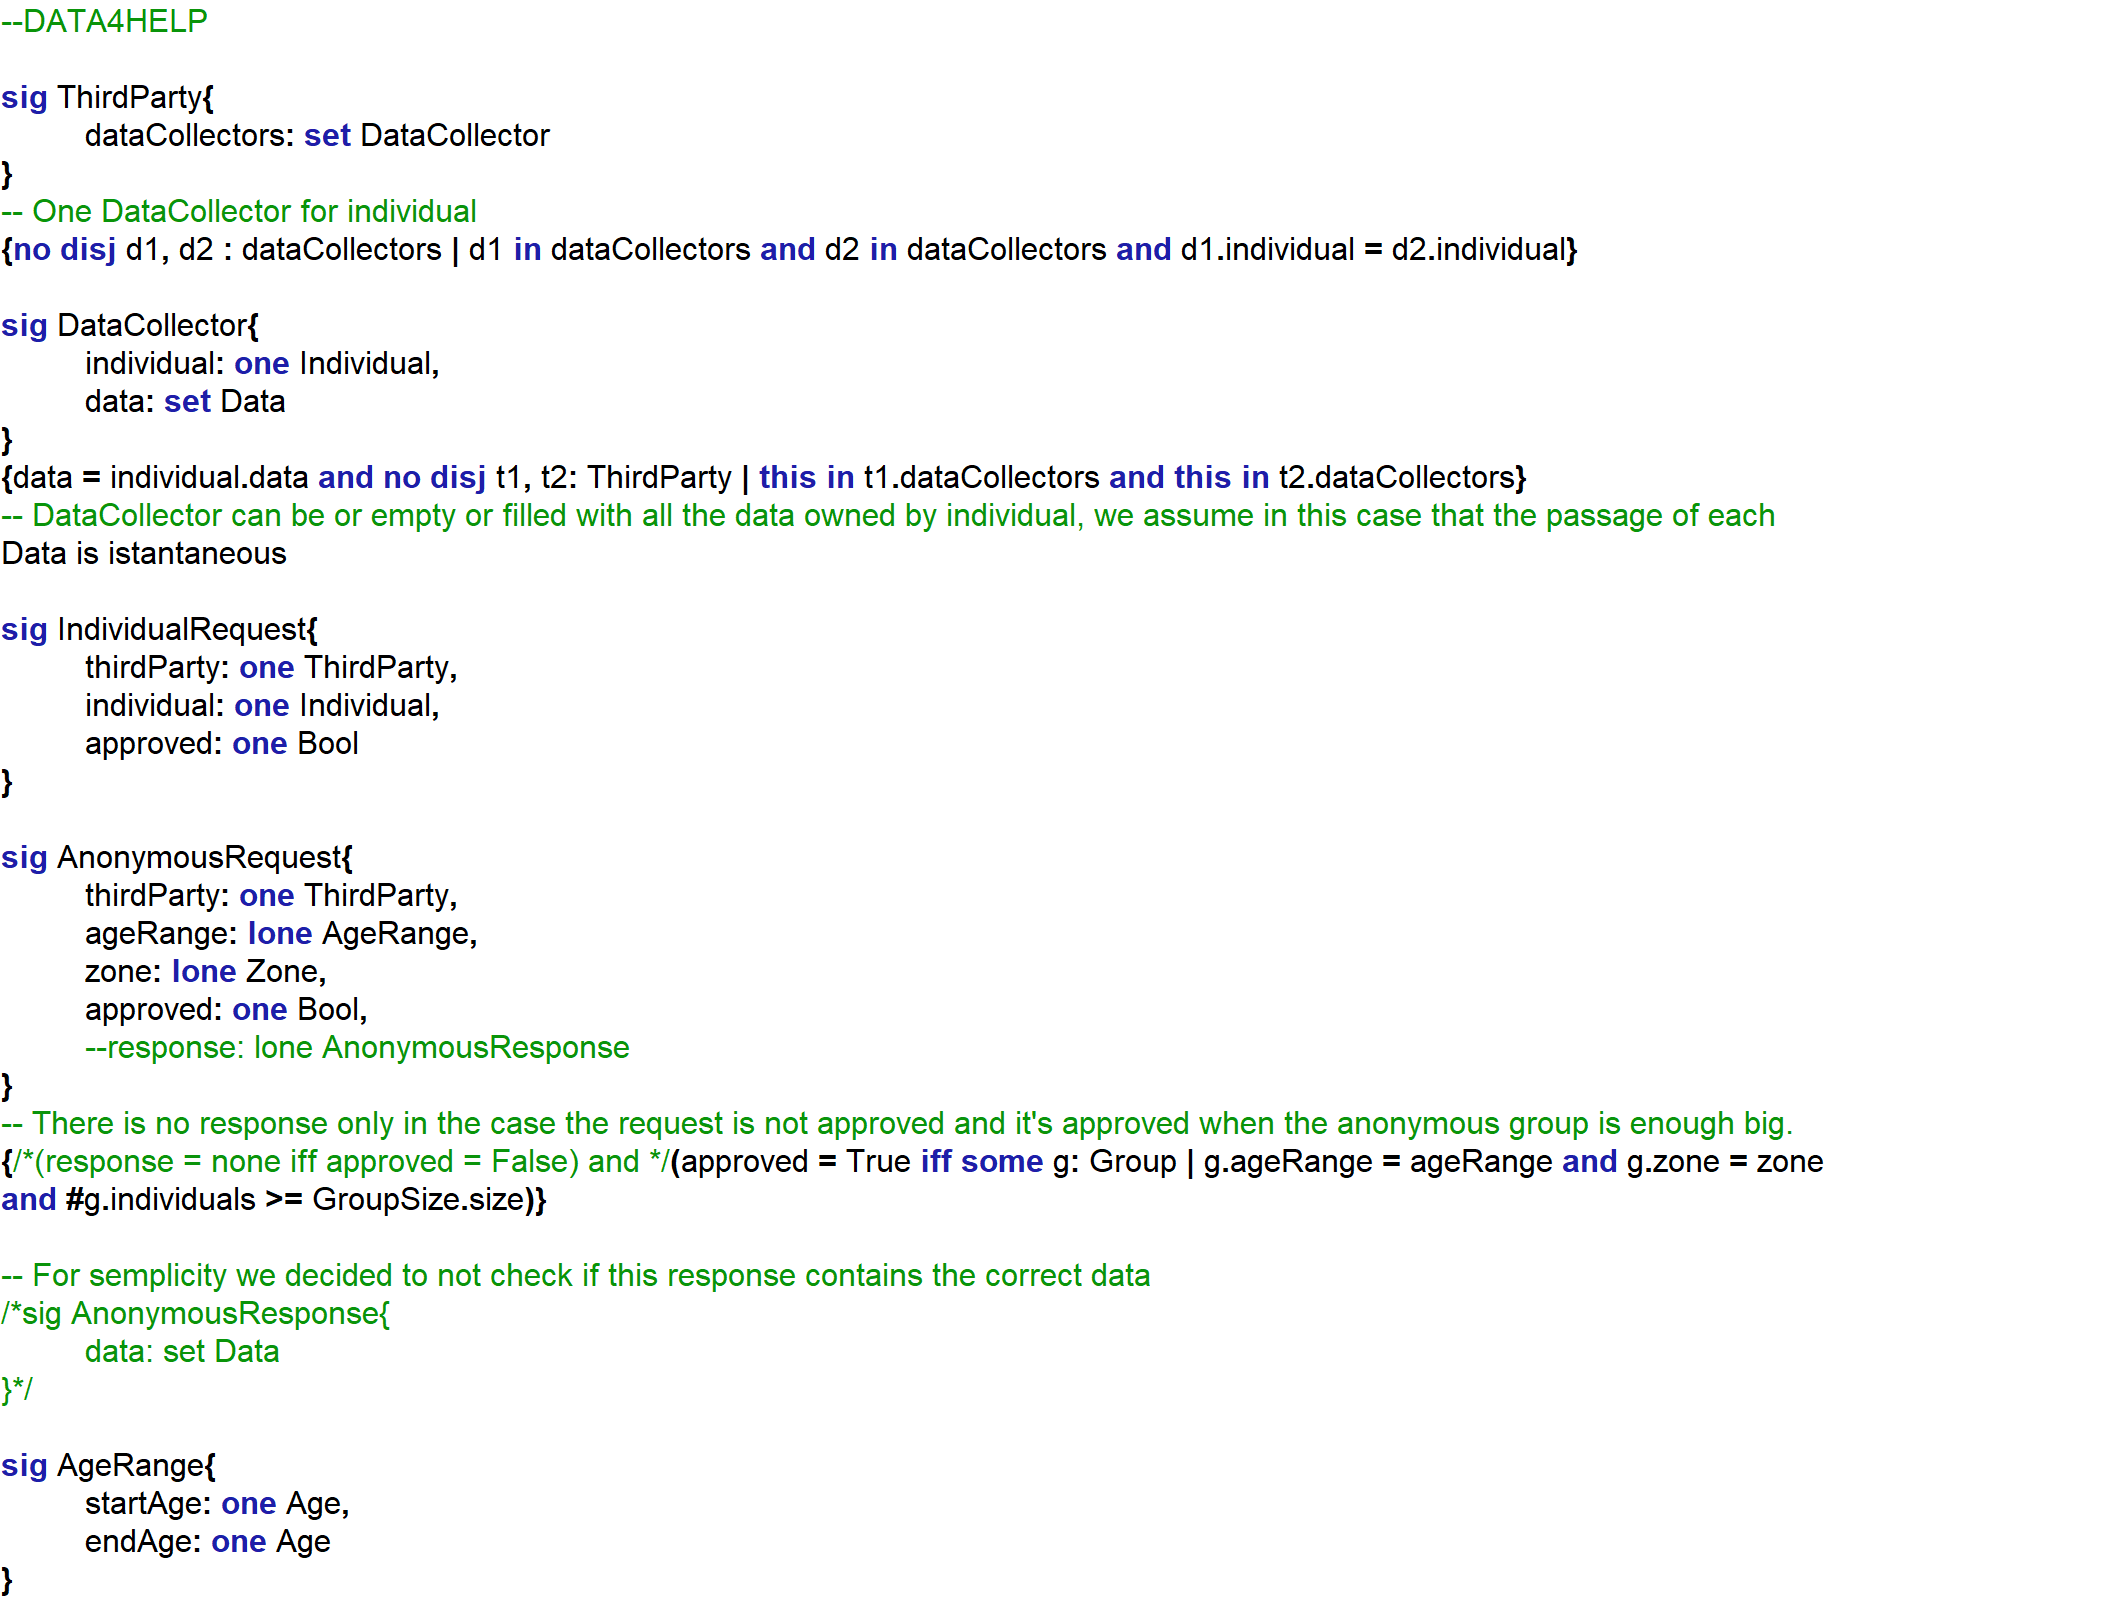 --DATA4HELP
sig ThirdParty{
dataCollectors: set DataCollector
}
-- One DataCollector for individual
{no disj d1, d2 : dataCollectors | d1 in dataCollectors and d2 in dataCollectors and d1.individual = d2.individual}
sig DataCollector{
individual: one Individual,
data: set Data
}
{data = individual.data and no disj t1, t2: ThirdParty | this in t1.dataCollectors and this in t2.dataCollectors}
-- DataCollector can be or empty or filled with all the data owned by individual, we assume in this case that the passage of each
Data is istantaneous
sig IndividualRequest{
thirdParty: one ThirdParty,
individual: one Individual,
approved: one Bool
}
sig AnonymousRequest{
thirdParty: one ThirdParty,
ageRange: lone AgeRange,
zone: lone Zone,
approved: one Bool,
--response: lone AnonymousResponse
}
-- There is no response only in the case the request is not approved and it's approved when the anonymous group is enough big.
{/*(response = none iff approved = False) and */(approved = True iff some g: Group | g.ageRange = ageRange and g.zone = zone
and #g.individuals >= GroupSize.size)}
-- For semplicity we decided to not check if this response contains the correct data
/*sig AnonymousResponse{
data: set Data
}*/
sig AgeRange{
startAge: one Age,
endAge: one Age
}